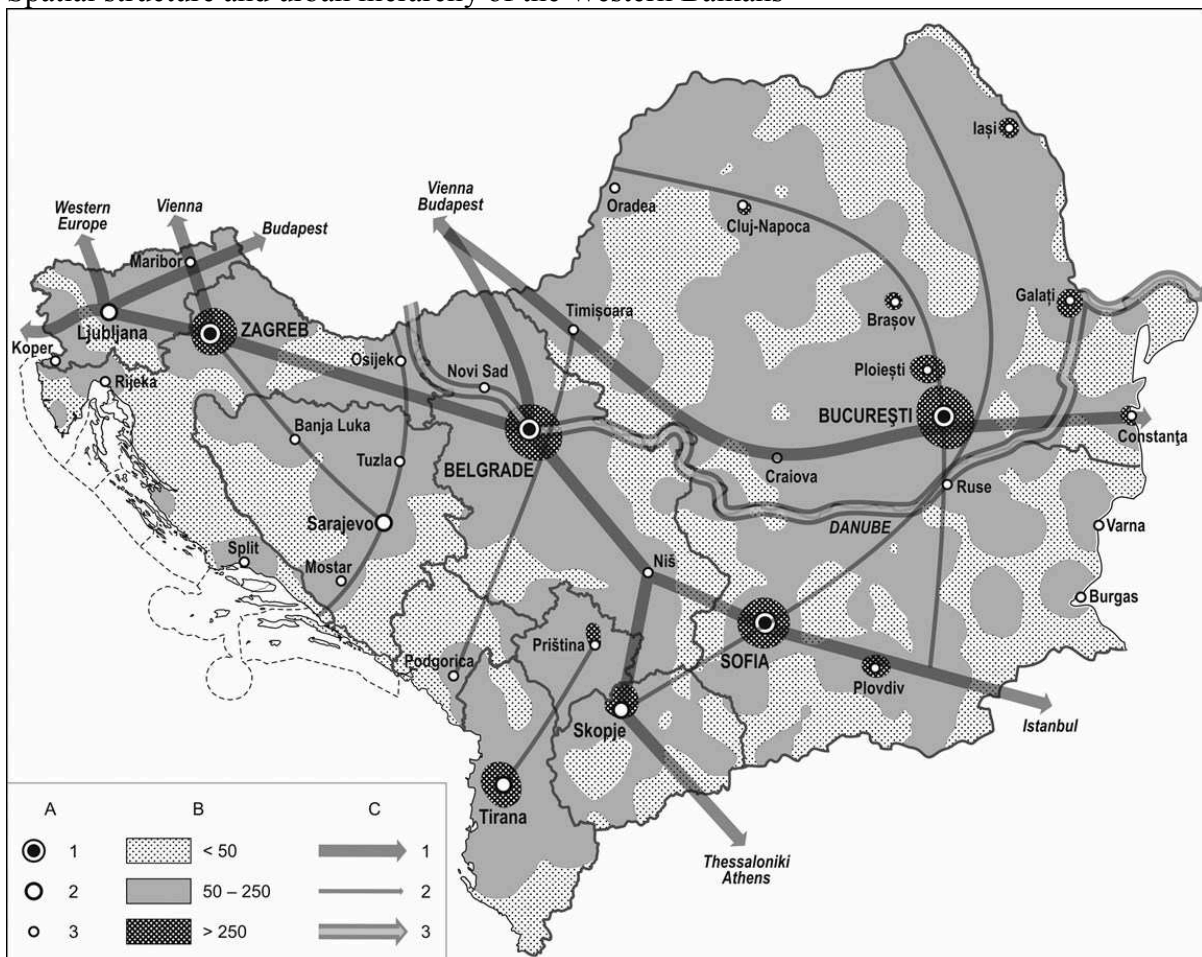 Spatial structure and urban hierarchy of the Western Balkans
Iași
Vienna
Budapest
Western
Europe
Vienna
Budapest
Oradea
Cluj-Napoca
Maribor
Galați
Timișoara
Brașov
Ljubljana
ZAGREB
Koper
Osijek
Novi Sad
Ploiești
Rijeka
BUCUREŞTI
Constanţa
Banja Luka
BELGRADE
Craiova
Tuzla
Ruse
Sarajevo
DANUBE
Varna
Split
Mostar
Niš
Burgas
Podgorica
Priština
SOFIA
Plovdiv
Skopje
Istanbul
Tirana
Thessaloniki
Athens
A B C
1 < 50 1
2 50 – 250 2
3 > 250 3